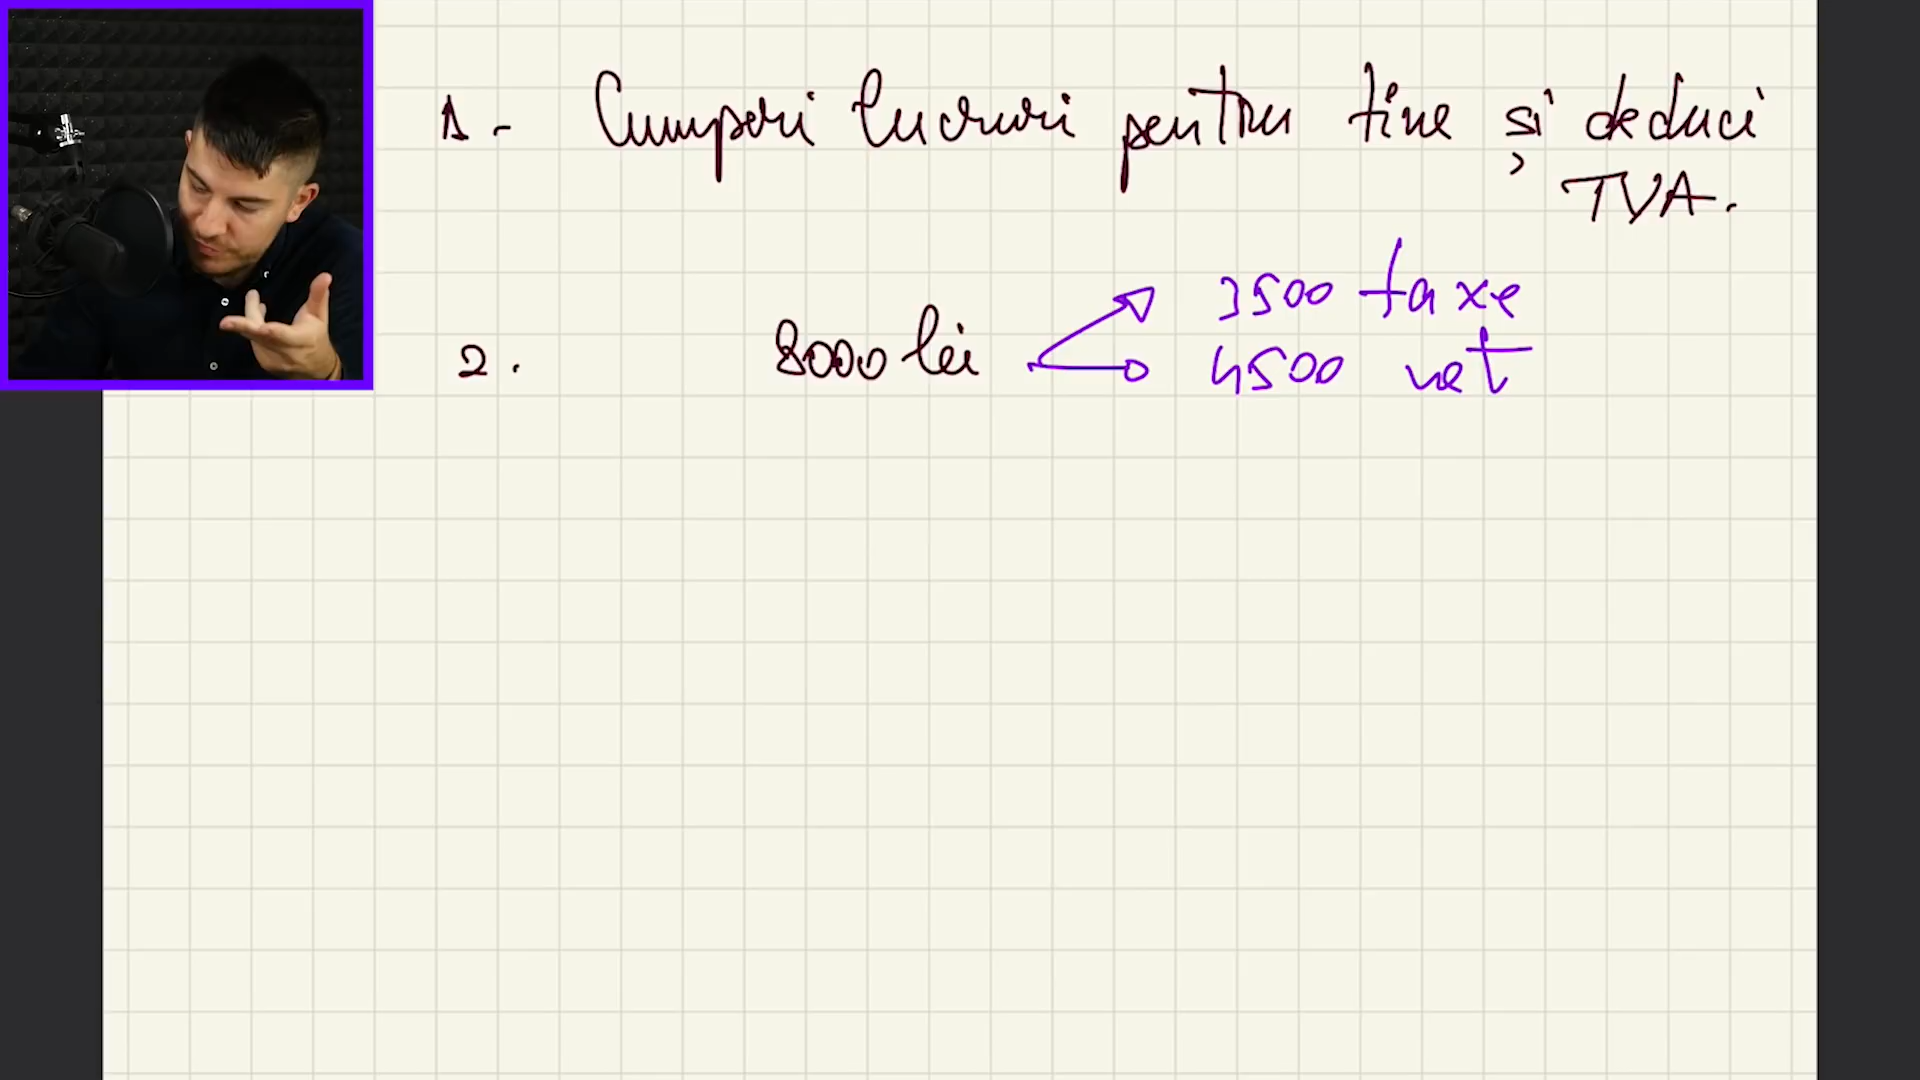 1. Cumperi lucruri pentru tine și deduci
TVA.
2. 8000 lei
3500 taxe
4500 net